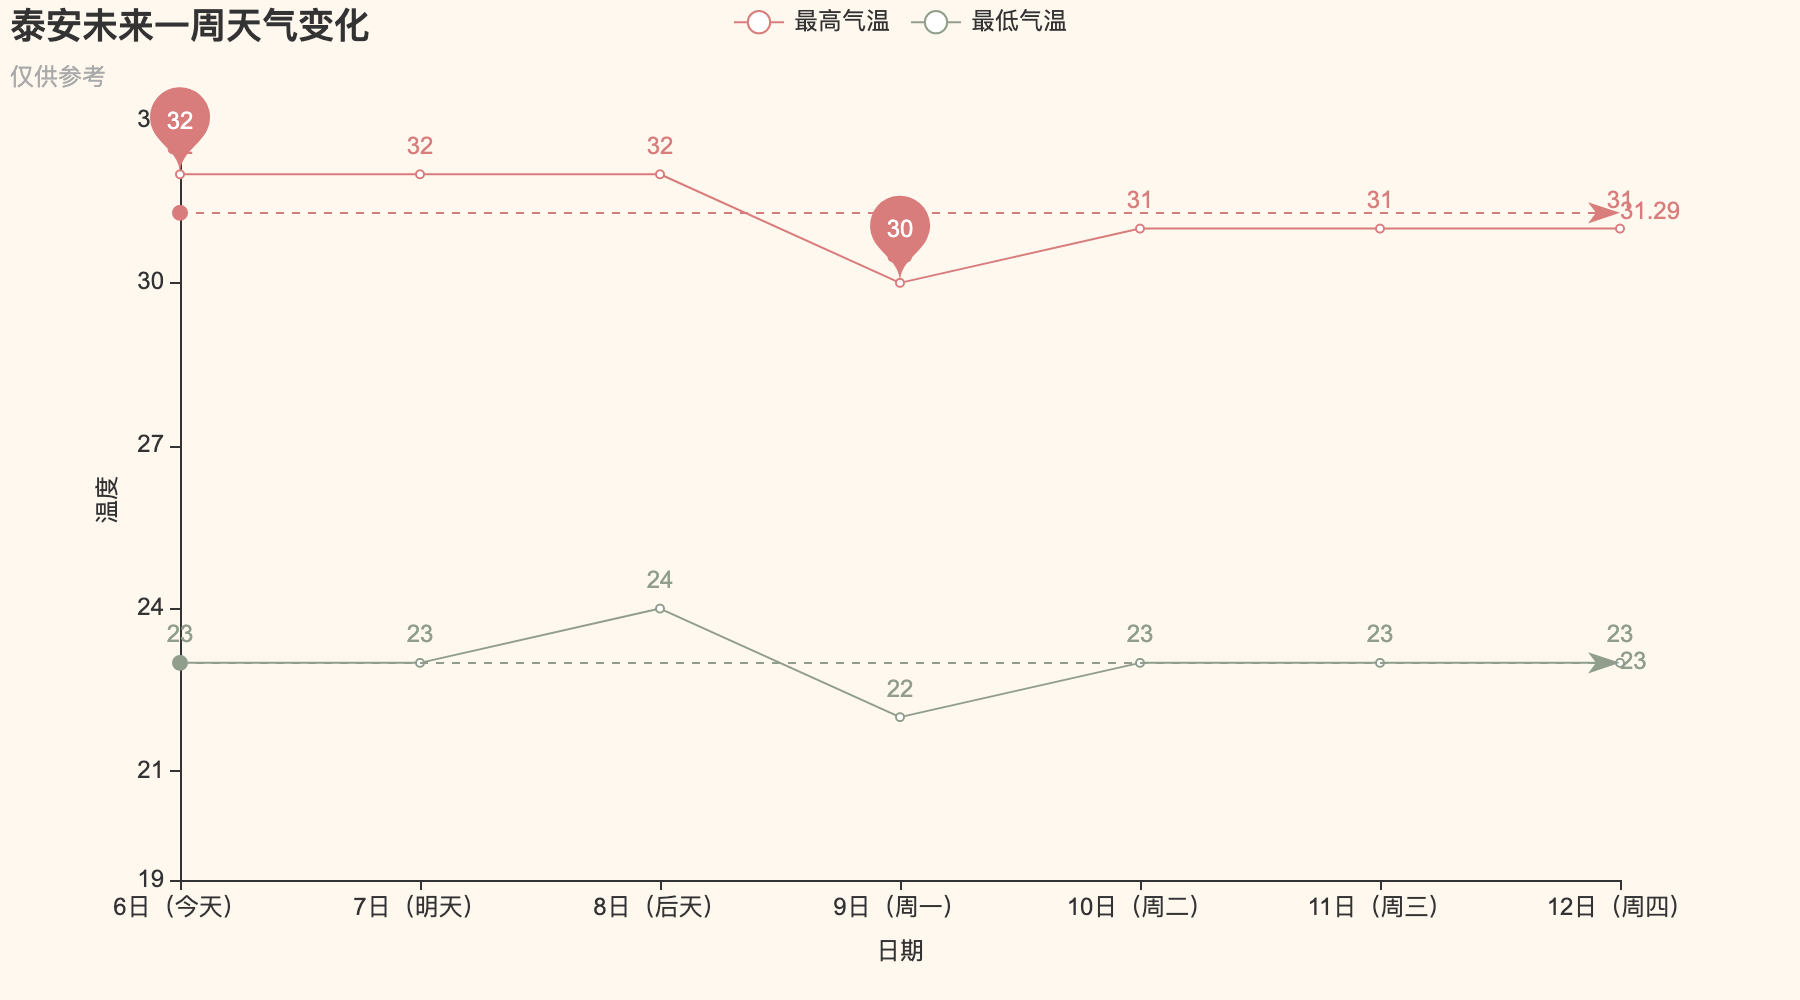 泰安未来一周天气变化
最高气温 最低气温
仅供参考
32
32
32
30
31
31
31
31.29
30
27
24
21
19
温度
23
23
24
22
23
23
23
23
6日（今天）
7日（明天）
8日（后天）
9日（周一）
10日（周二）
11日（周三）
12日（周四）
日期